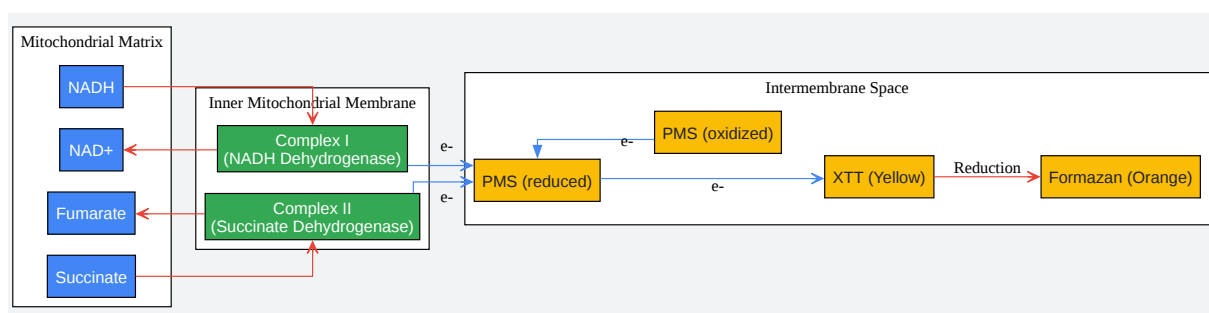 Mitochondrial Matrix
NADH
NAD+
Fumarate
Succinate
Inner Mitochondrial Membrane
Complex I
(NADH Dehydrogenase)
Complex II
(Succinate Dehydrogenase)
e-
e-
Intermembrane Space
PMS (oxidized)
e-
PMS (reduced)
e-
XTT (Yellow)
Reduction
Formazan (Orange)